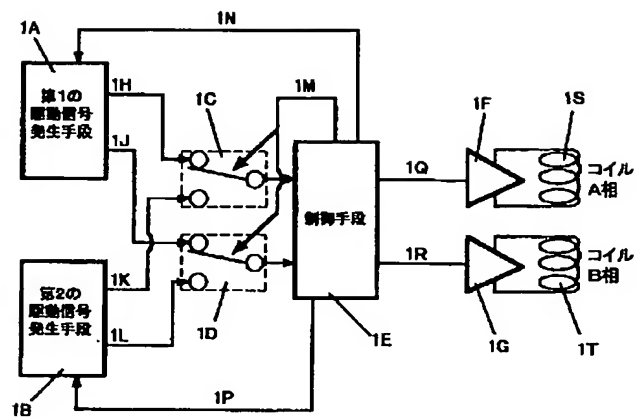 1N
1A
1H
1M
1C
1F
1S
第1の
駆動信号
発生手段
1J
1Q
コイル
A相
制御手段
1K
1R
コイル
B相
第2の
駆動信号
発生手段
1L
1D
1E
1G
1T
1B
1P